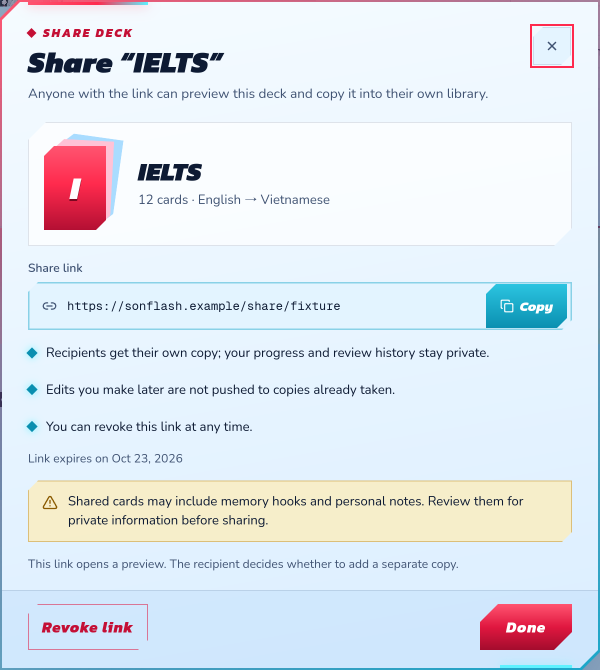 SHARE DECK
Share “IELTS”
Anyone with the link can preview this deck and copy it into their own library.
I
IELTS
12 cards · English → Vietnamese
Share link
https://sonflash.example/share/fixture
Copy
Recipients get their own copy; your progress and review history stay private.
Edits you make later are not pushed to copies already taken.
You can revoke this link at any time.
Link expires on Oct 23, 2026
Shared cards may include memory hooks and personal notes. Review them for
private information before sharing.
This link opens a preview. The recipient decides whether to add a separate copy.
Revoke link
Done